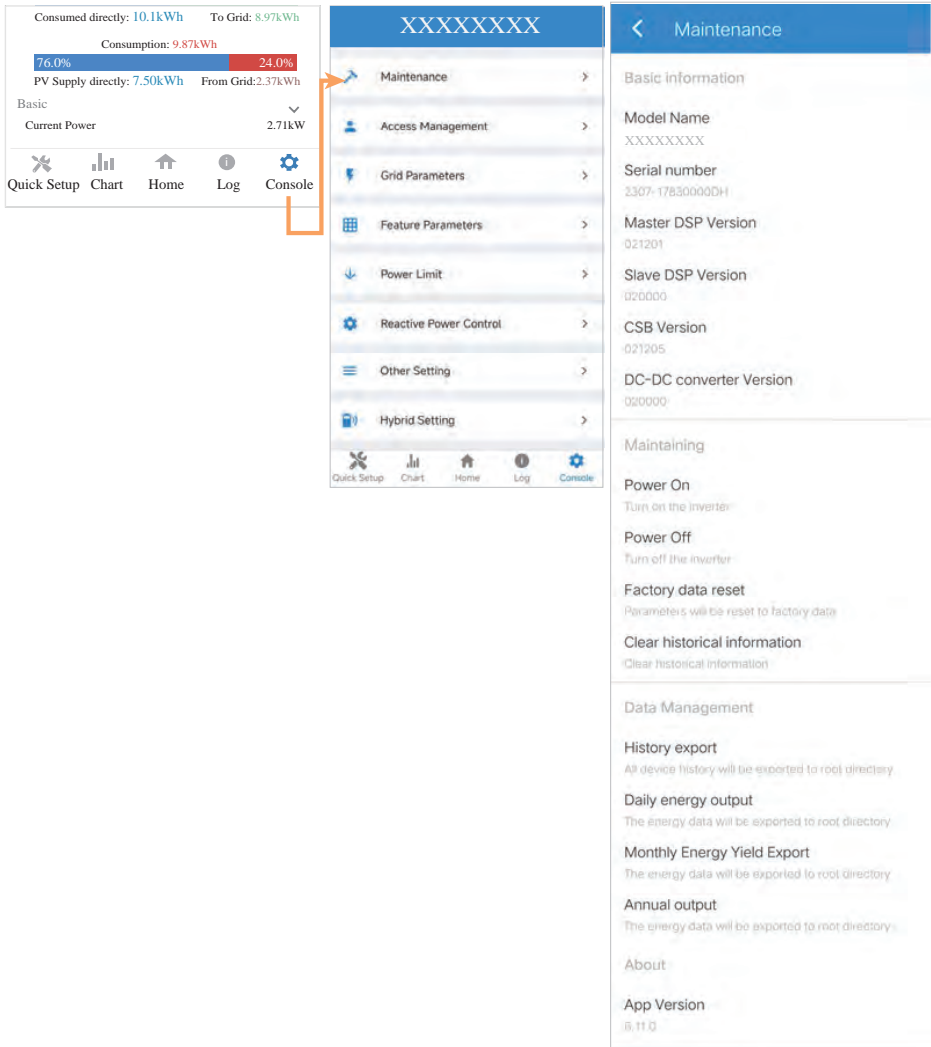 Consumed directly: 10.1kWh To Grid: 8.97kWh
Consumption: 9.87kWh
76.0% 24.0%
PV Supply directly: 7.50kWh From Grid:2.37kWh
Basic
Current Power 2.71kW
Quick Setup Chart Home Log Console
XXXXXXXX
Maintenance
Access Management
Grid Parameters
Feature Parameters
Power Limit
Reactive Power Control
Other Setting
Hybrid Setting
Quick Setup Chart Home Log Console
Maintenance
Basic information
Model Name
XXXXXXXX
Serial number
2307-17830000DH
Master DSP Version
021201
Slave DSP Version
020000
CSB Version
021205
DC-DC converter Version
020000
Maintaining
Power On
Turn on the inverter
Power Off
Turn off the inverter
Factory data reset
Parameters will be reset to factory data
Clear historical information
Clear historical information
Data Management
History export
All device history will be exported to root directory
Daily energy output
The energy data will be exported to root directory
Monthly Energy Yield Export
The energy data will be exported to root directory
Annual output
The energy data will be exported to root directory
About
App Version
6.11.0